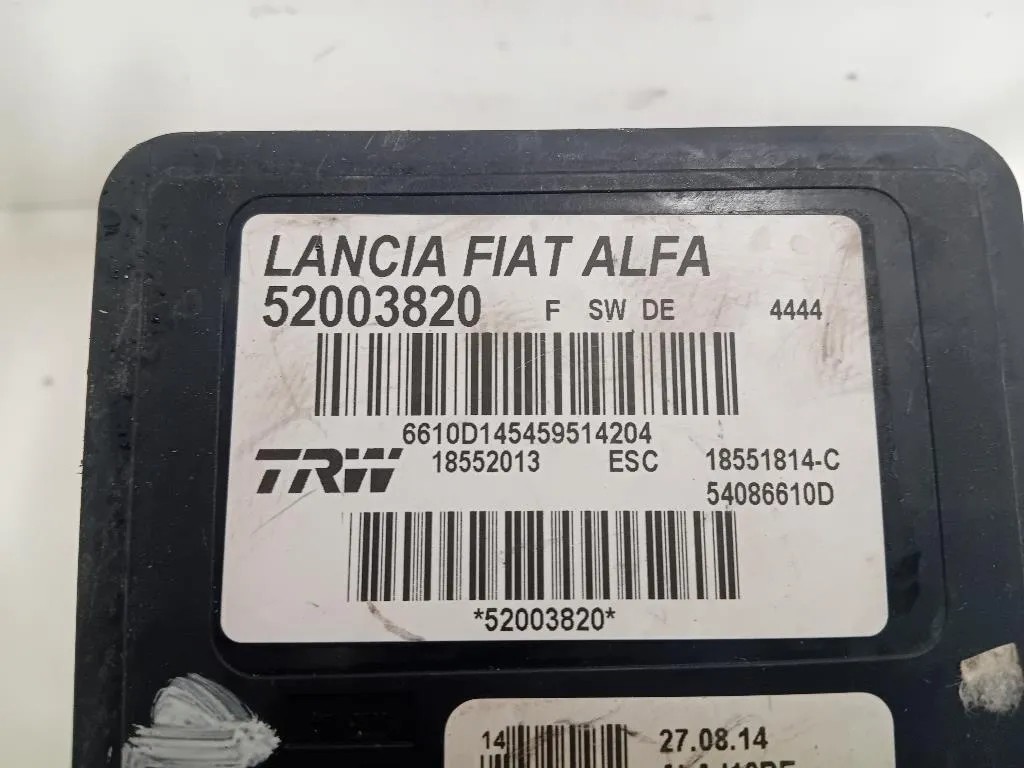 LANCIA FIAT ALFA
52003820 F SW DE 4444
6610D145459514204
TRW 18552013 ESC 18551814-C
54086610D
*52003820*
14 27.08.14